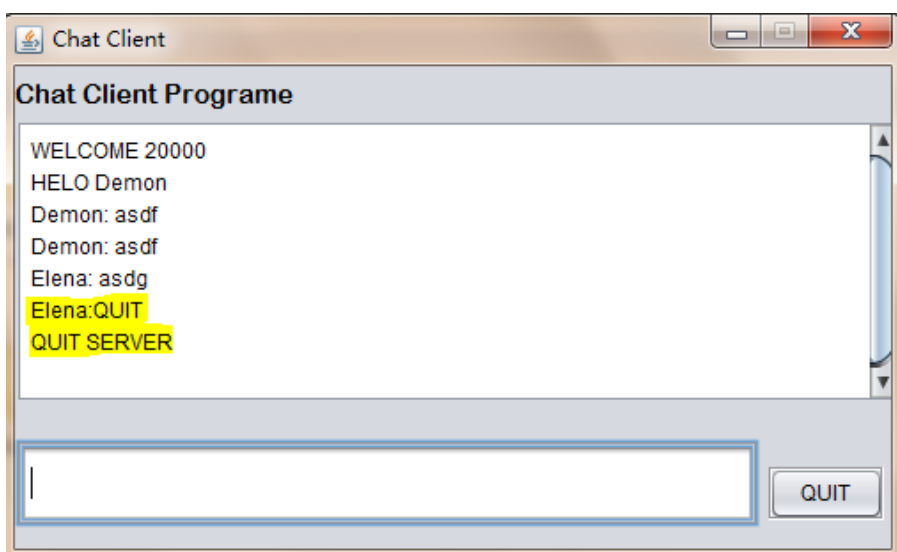 Chat Client
Chat Client Programe
WELCOME 20000
HELO Demon
Demon: asdf
Demon: asdf
Elena: asdg
Elena:QUIT
QUIT SERVER
QUIT